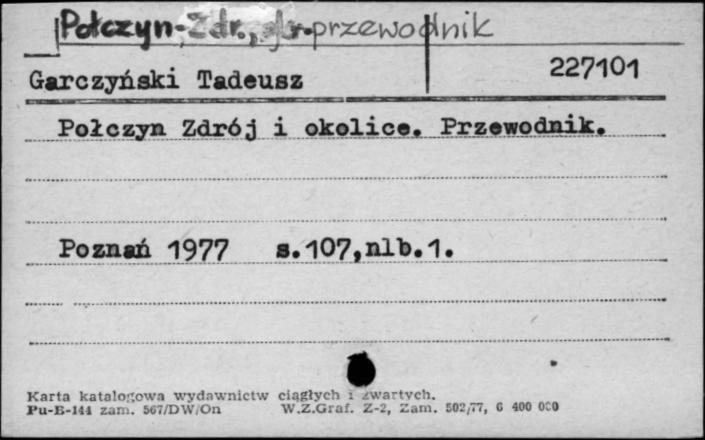 Połczyn-Zdr., przewodnik
Garczyński Tadeusz 227101
Połczyn Zdrój i okolice. Przewodnik.
Poznań 1977 s.107,nlb.1.
Karta katalogowa wydawnictw ciągłych i zwartych.
Pu-B-144 zam. 567/DW/On W.Z.Graf. Z-2, Zam. 502/77, 6 400 000